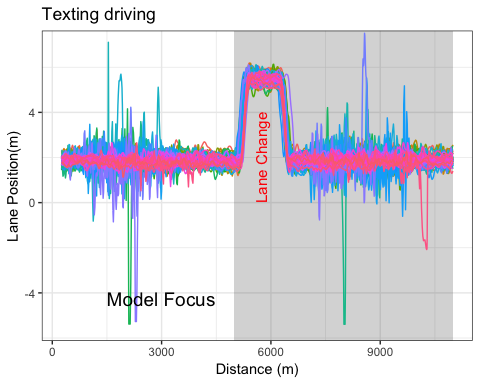 Texting driving
Lane Position(m)
4
0
-4
Lane Change
Model Focus
0
3000
6000
9000
Distance (m)